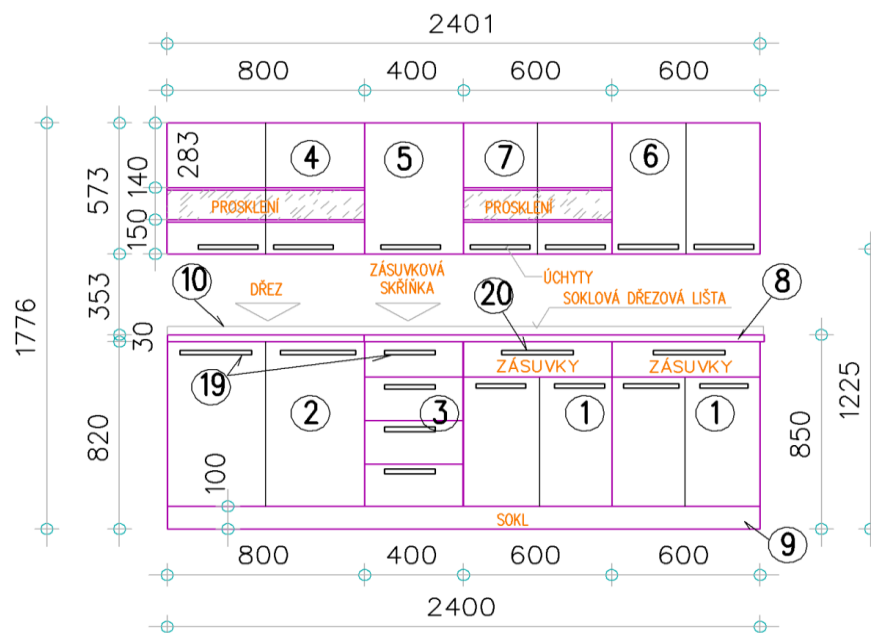 2401
800 400 600 600
283
4 5 7 6
573
140
PROSKLENÍ PROSKLENÍ
150
ÚCHYTY
ZÁSUVKOVÁ
SKŘÍŇKA
DŘEZ
10
20
8
SOKLOVÁ DŘEZOVÁ LIŠTA
353
1776
30
19
ZÁSUVKY ZÁSUVKY
2 3 1 1
1225
820
850
100
SOKL
9
800 400 600 600
2400